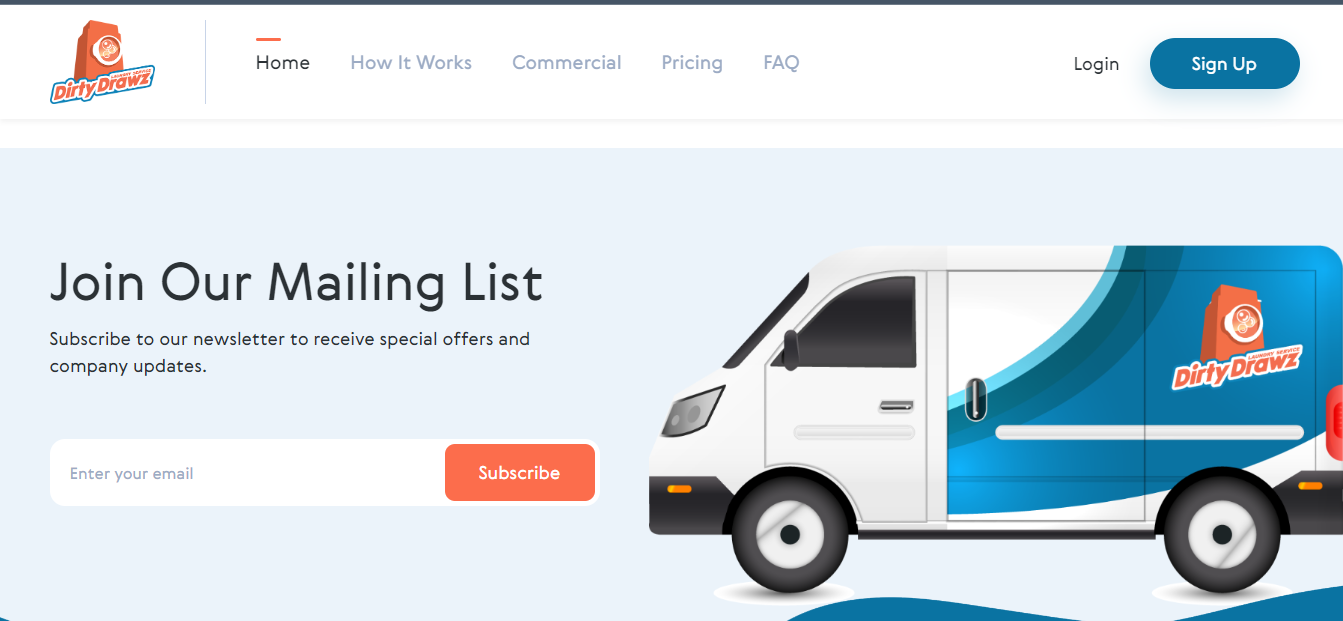 LAUNDRY SERVICE
Dirty Drawz
Home
How It Works
Commercial
Pricing
FAQ
Login
Sign Up
Join Our Mailing List
Subscribe to our newsletter to receive special offers and
company updates.
Enter your email
Subscribe
LAUNDRY SERVICE
Dirty Drawz